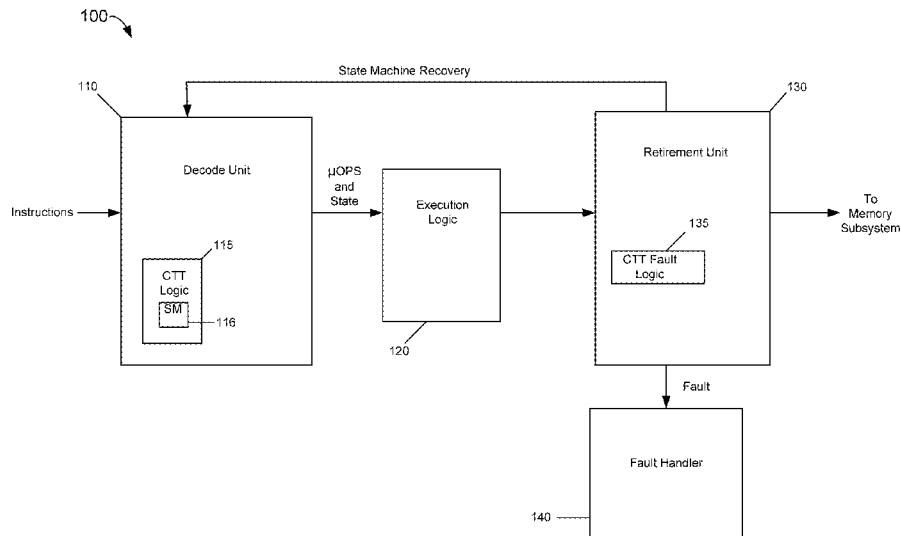 100
State Machine Recovery
110
130
Decode Unit
Retirement Unit
µOPS
and
State
Instructions
Execution
Logic
To
Memory
Subsystem
115
CTT
Logic
SM
116
135
CTT Fault
Logic
120
Fault
Fault Handler
140